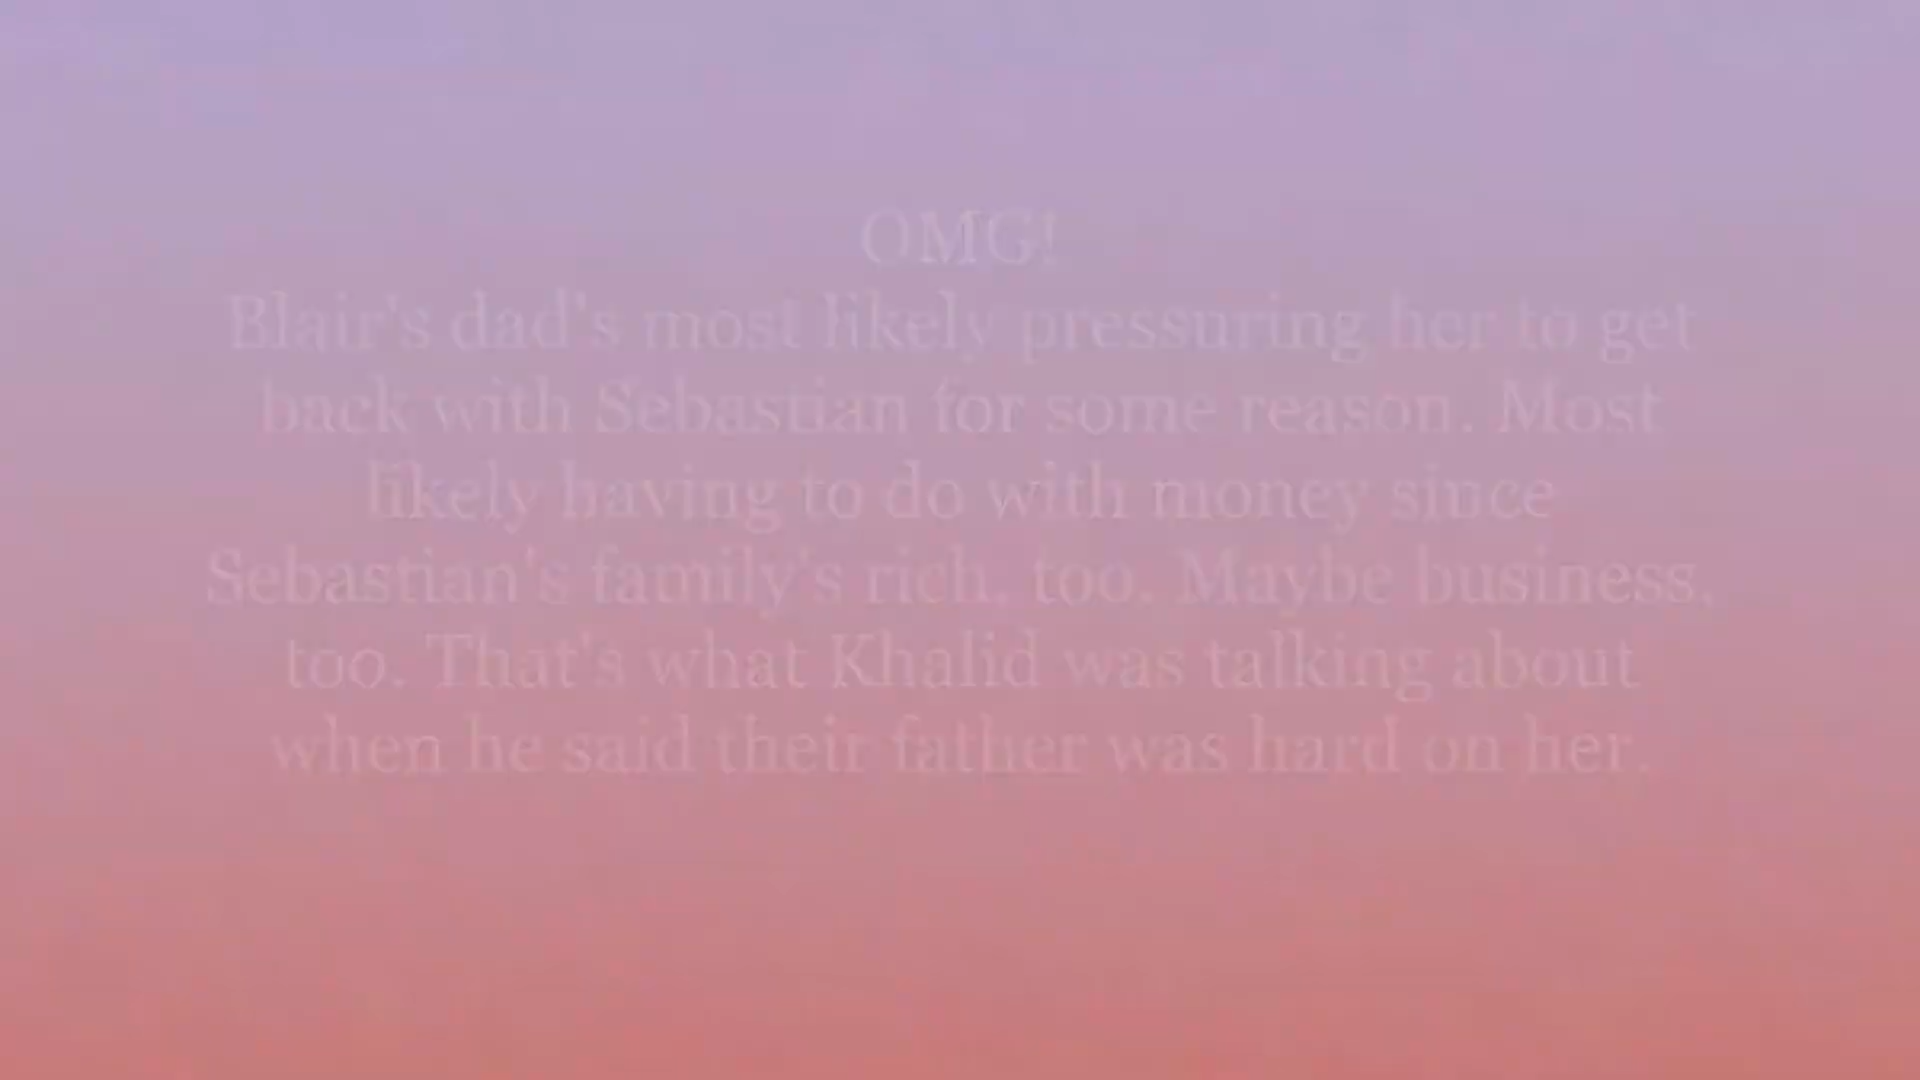 OMG!
Blair's dad's most likely pressuring her to get
back with Sebastian for some reason. Most
likely having to do with money since
Sebastian's family's rich, too. Maybe business,
too. That's what Khalid was talking about
when he said their father was hard on her.